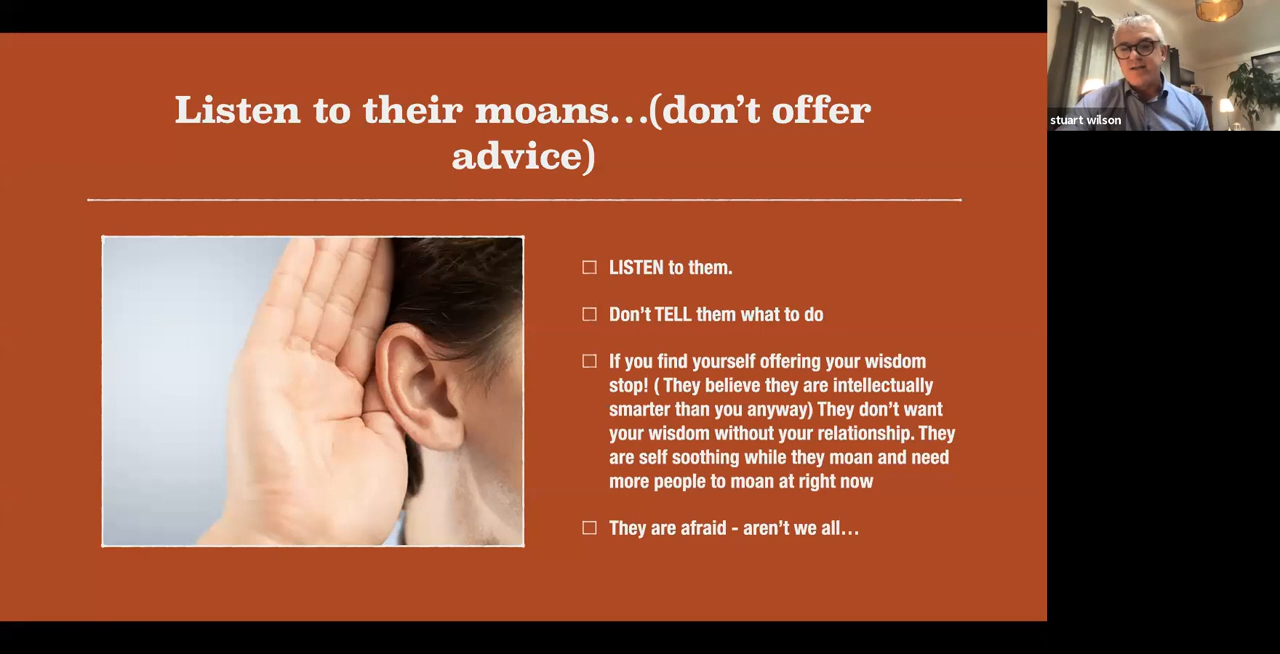 Listen to their moans...(don't offer
advice)
LISTEN to them.
Don't TELL them what to do
If you find yourself offering your wisdom
stop! ( They believe they are intellectually
smarter than you anyway) They don't want
your wisdom without your relationship. They
are self soothing while they moan and need
more people to moan at right now
They are afraid - aren't we all...
stuart wilson